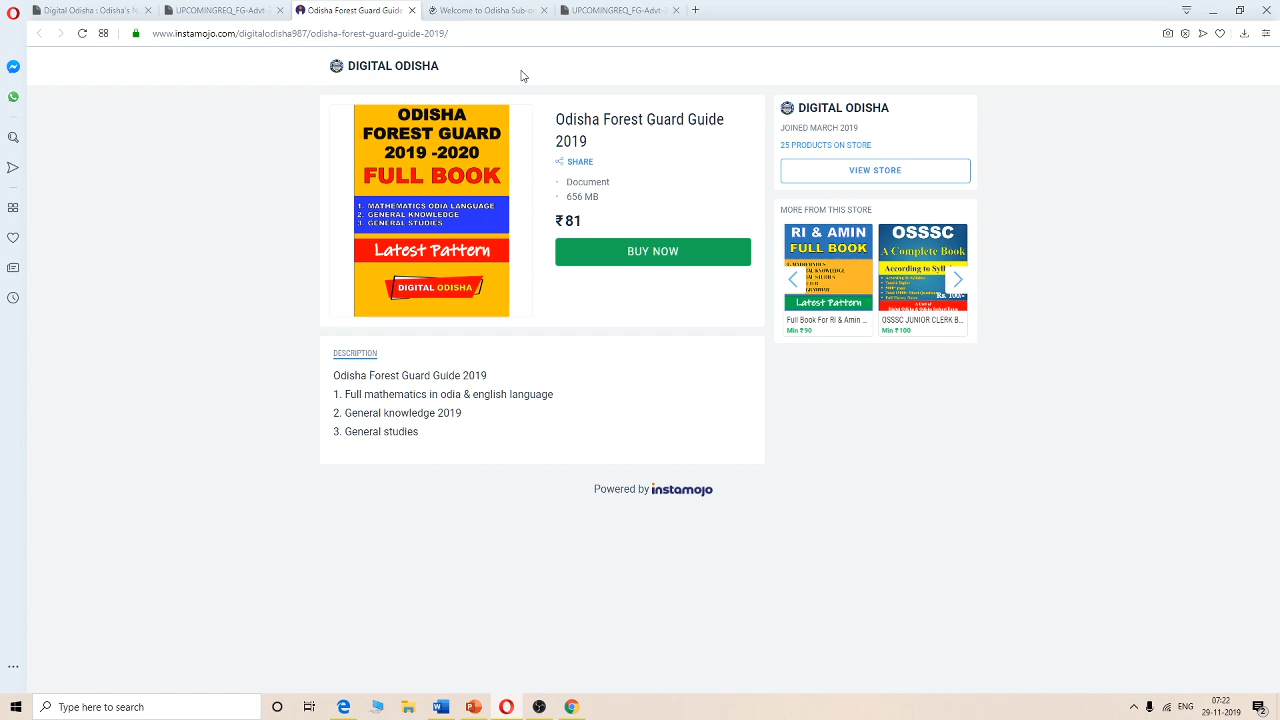 Digital Odisha : Odisha's N
UPCOMINGREQ_FG-Advt-S
Odisha Forest Guard Guide
Welcome to Odisha Sub-o
UPCOMINGREQ_FG-Advt-S
www.instamojo.com/digitalodisha987/odisha-forest-guard-guide-2019/
DIGITAL ODISHA
ODISHA
FOREST GUARD
2019 -2020
FULL BOOK
1. MATHEMATICS ODIA LANGUAGE
2. GENERAL KNOWLEDGE
3. GENERAL STUDIES
Latest Pattern
DIGITAL ODISHA
Odisha Forest Guard Guide
2019
SHARE
Document
656 MB
₹81
BUY NOW
DIGITAL ODISHA
JOINED MARCH 2019
25 PRODUCTS ON STORE
VIEW STORE
MORE FROM THIS STORE
RI & AMIN
FULL BOOK
Latest Pattern
Full Book For RI & Amin ...
Min ₹90
OSSSC
A Complete Book
According to
Rs. 100/-
OSSSC JUNIOR CLERK B...
Min ₹100
DESCRIPTION
Odisha Forest Guard Guide 2019
1. Full mathematics in odia & english language
2. General knowledge 2019
3. General studies
Powered by instamojo
Type here to search
ENG
07:22
29-11-2019
2